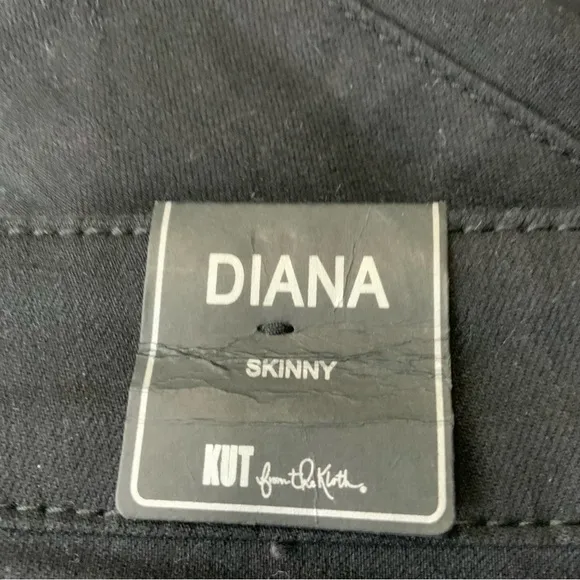 DIANA
SKINNY
KUT from the Kloth